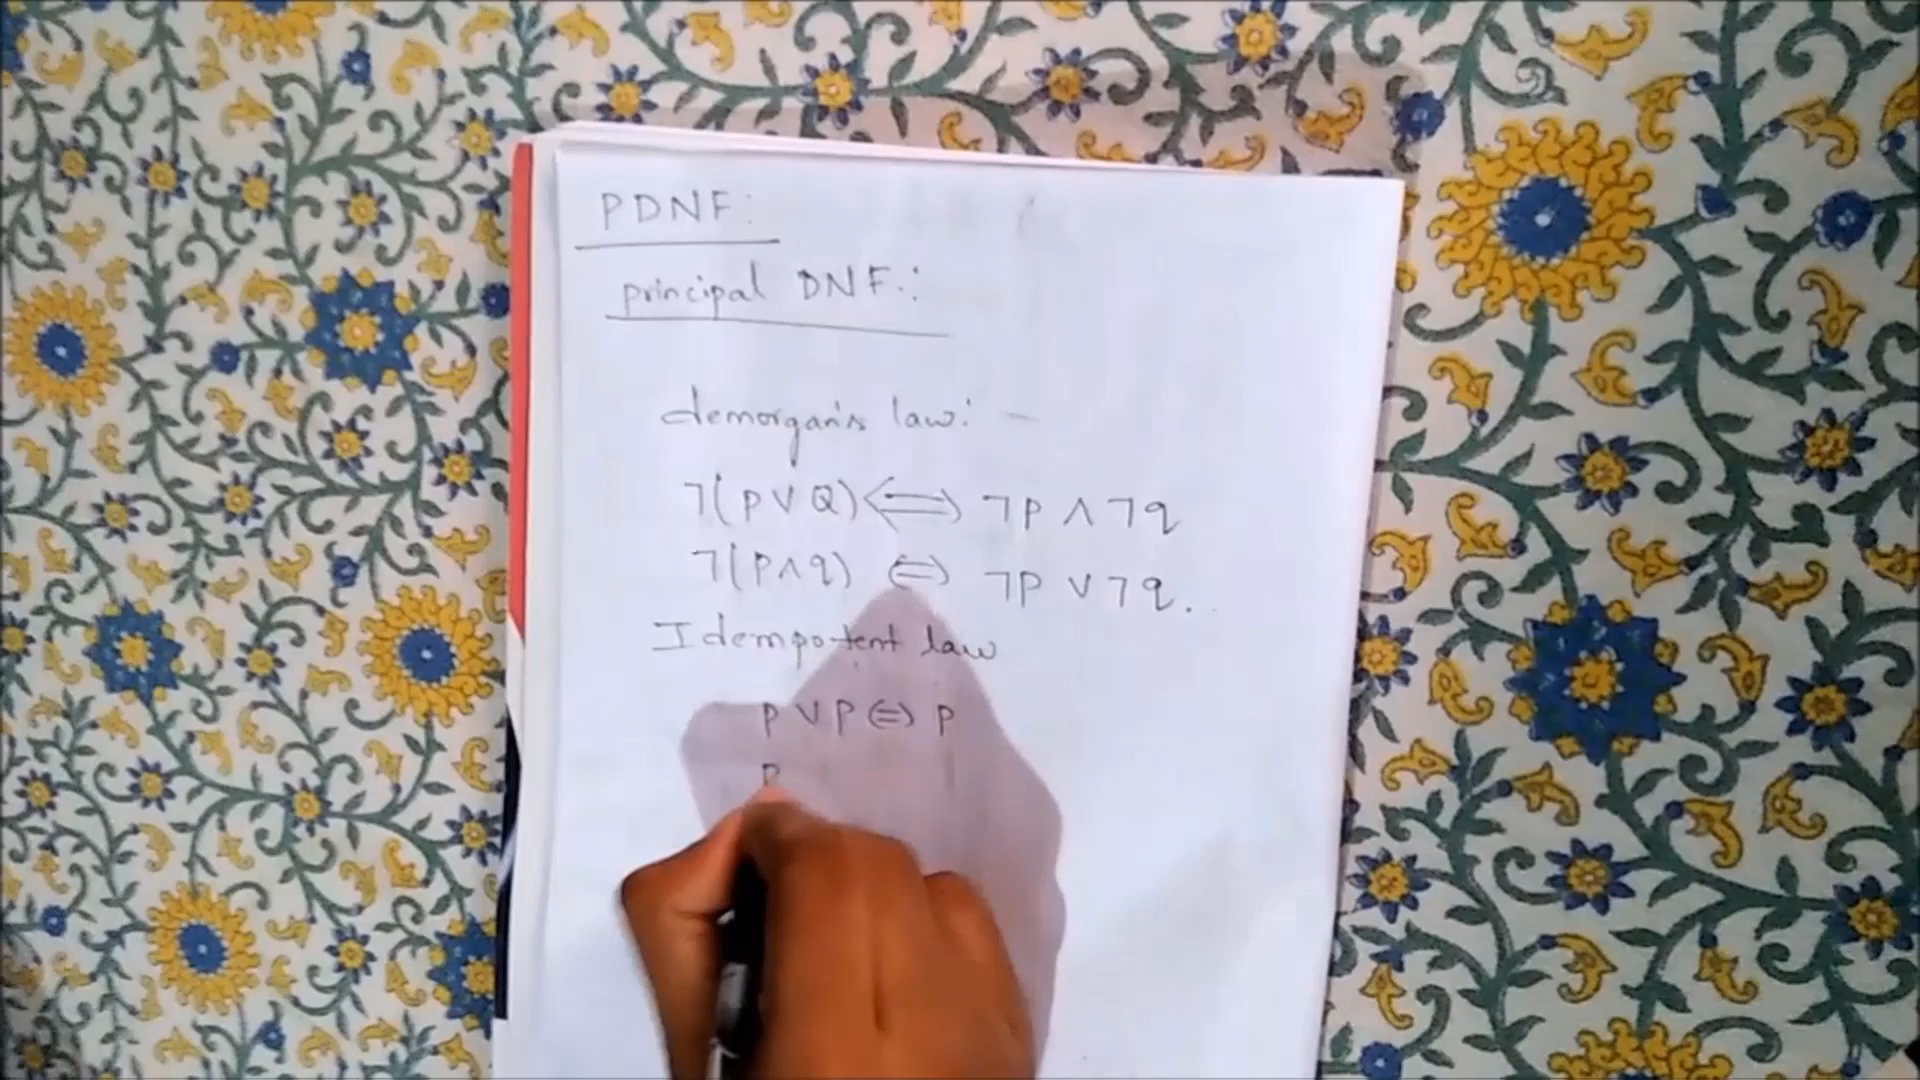 PDNF:
principal DNF:
demorgan's law: -
¬(P∨Q) ⟺ ¬P ∧ ¬q
¬(P∧q) ⟺ ¬P ∨ ¬q..
Idempotent law
P ∨ P ⟺ P
P